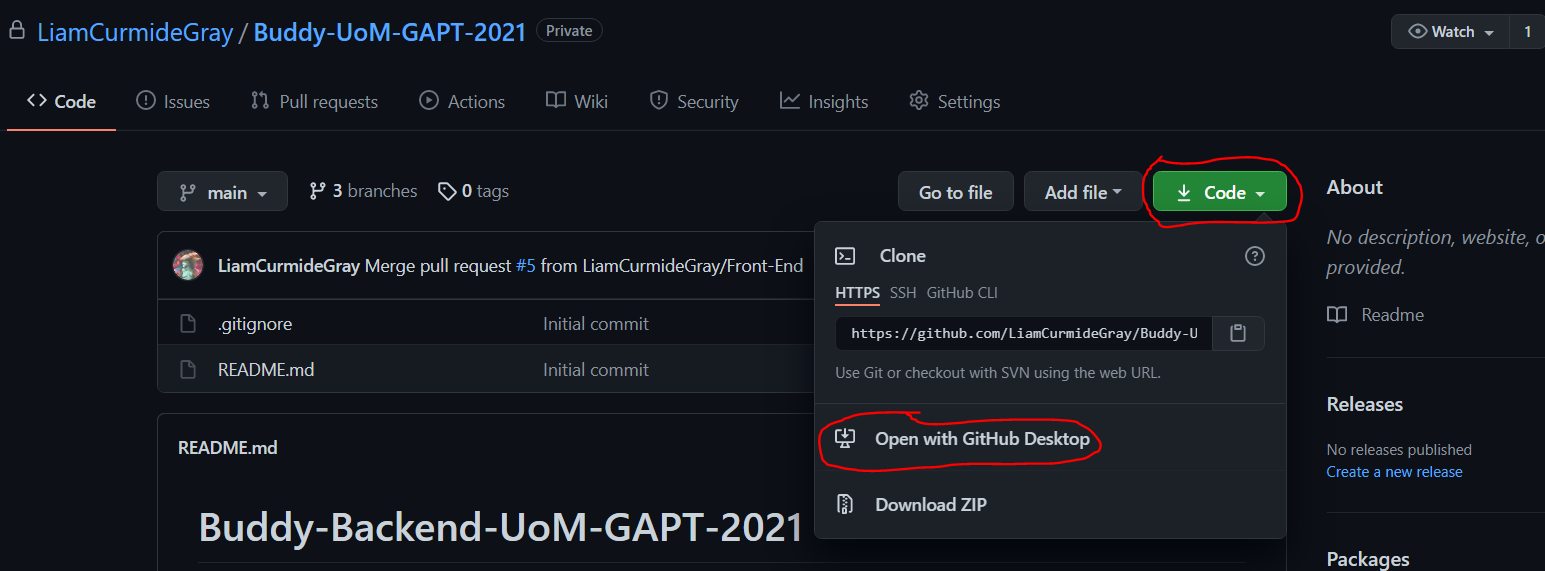 LiamCurmideGray / Buddy-UoM-GAPT-2021 Private
Watch 1
Code Issues Pull requests Actions Wiki Security Insights Settings
main 3 branches 0 tags Go to file Add file Code
LiamCurmideGray Merge pull request #5 from LiamCurmideGray/Front-End
.gitignore Initial commit
README.md Initial commit
README.md
Buddy-Backend-UoM-GAPT-2021
Clone
HTTPS SSH GitHub CLI
https://github.com/LiamCurmideGray/Buddy-U
Use Git or checkout with SVN using the web URL.
Open with GitHub Desktop
Download ZIP
About
No description, website, o
provided.
Readme
Releases
No releases published
Create a new release
Packages